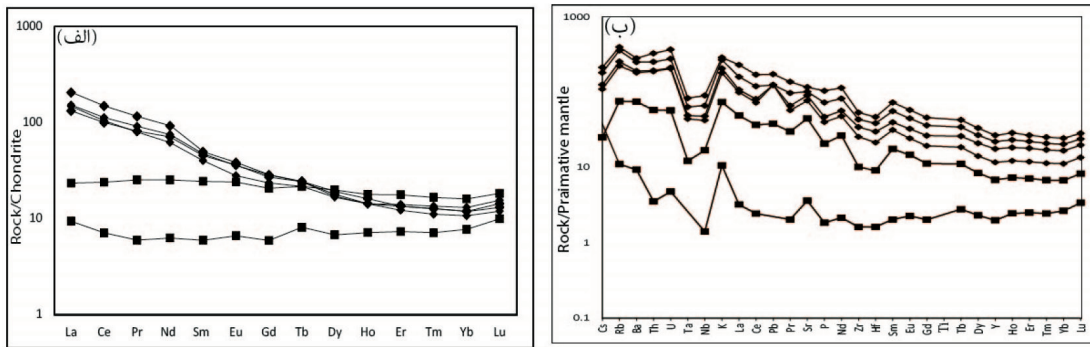 (الف)
1000
100
10
1
Rock/Chondrite
La Ce Pr Nd Sm Eu Gd Tb Dy Ho Er Tm Yb Lu
(ب)
1000
100
10
1
0.1
Rock/Praimative mantle
Cs Rb Ba Th U Ta Nb K La Ce Pb Pr Sr P Nd Zr Hf Sm Eu Gd Ti Tb Dy Y Ho Er Tm Yb Lu